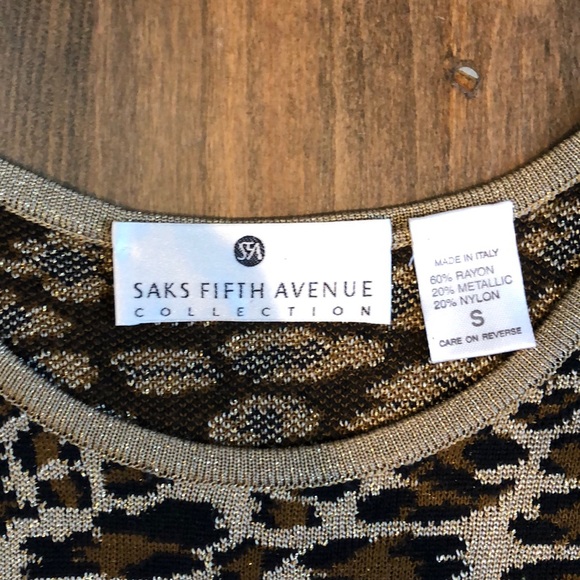 SFA
SAKS FIFTH AVENUE
COLLECTION
MADE IN ITALY
60% RAYON
20% METALLIC
20% NYLON
S
CARE ON REVERSE